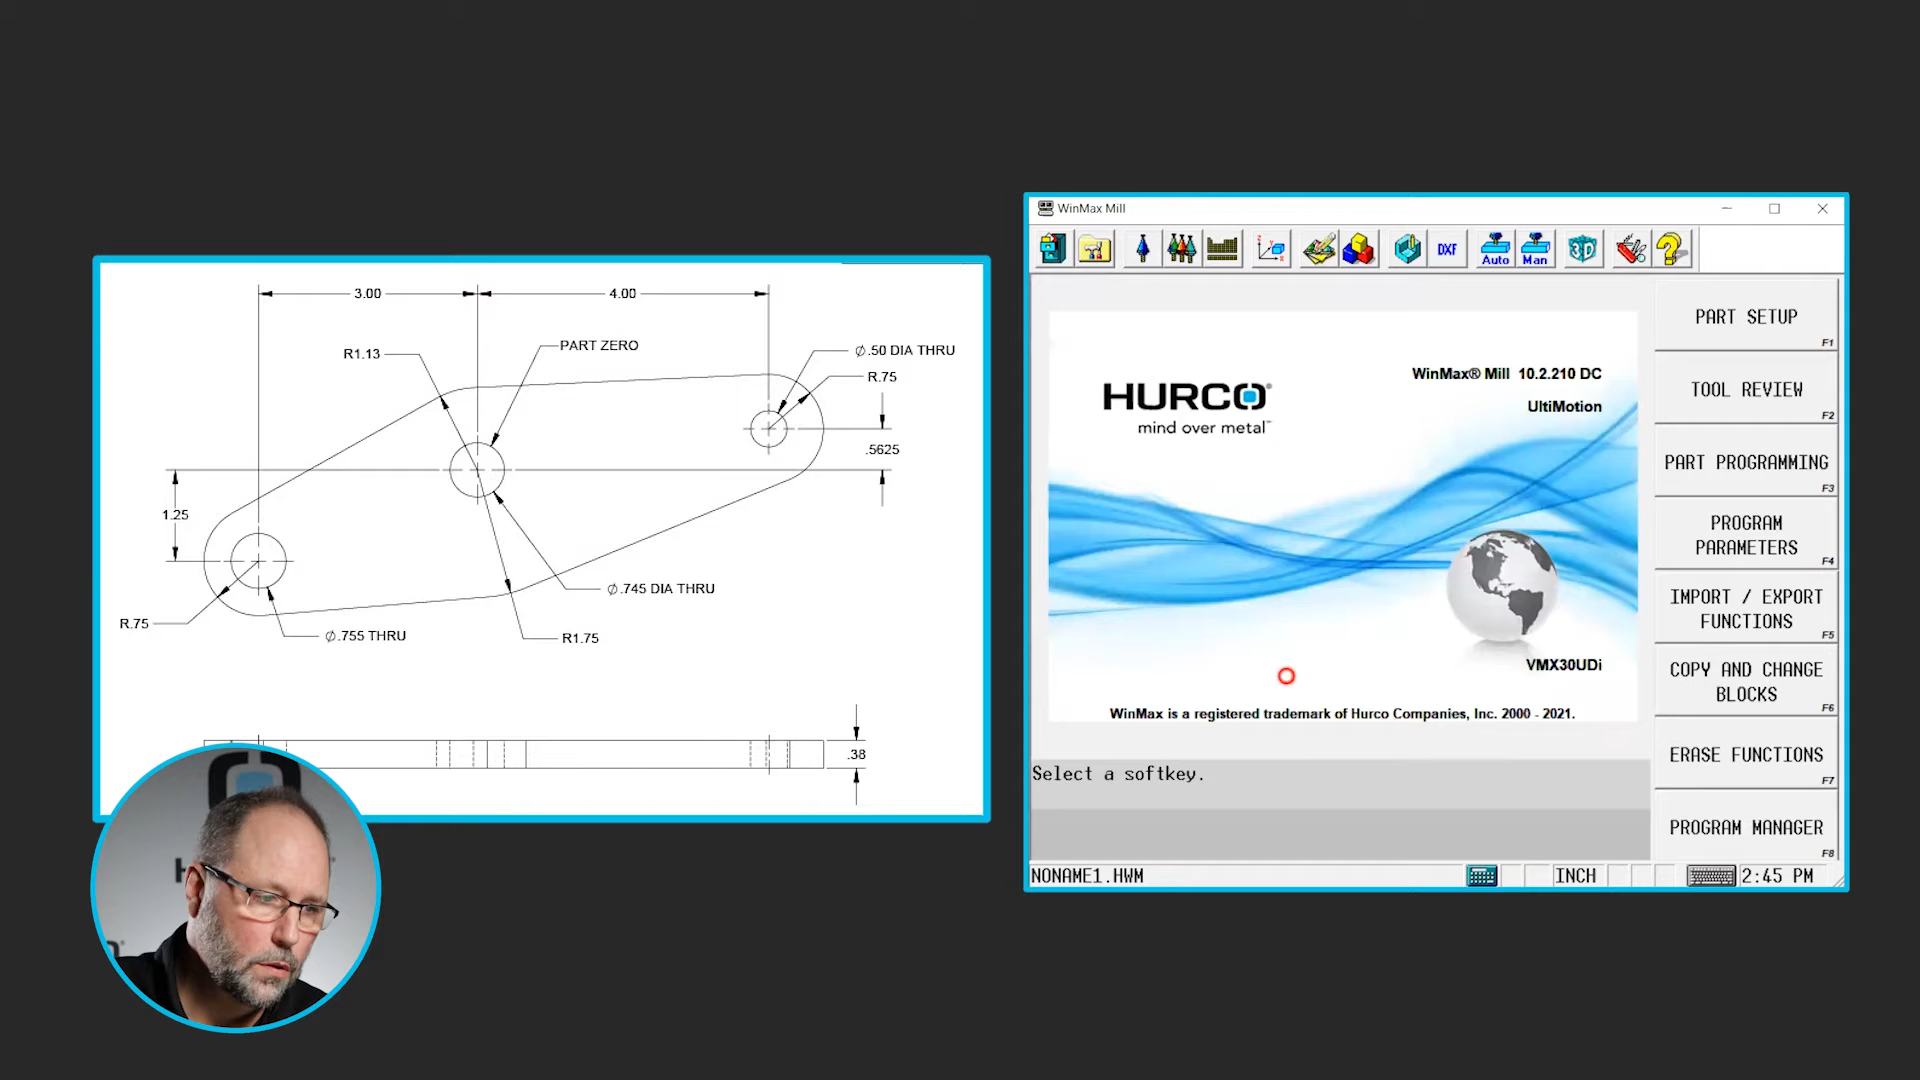 3.00
4.00
R1.13
PART ZERO
∅.50 DIA THRU
R.75
.5625
1.25
∅.745 DIA THRU
R.75
∅.755 THRU
R1.75
.38
WinMax Mill
DXF
Auto
Man
3D
HURCO
mind over metal™
WinMax® Mill 10.2.210 DC
UltiMotion
VMX30UDi
WinMax is a registered trademark of Hurco Companies, Inc. 2000 - 2021.
PART SETUP
F1
TOOL REVIEW
F2
PART PROGRAMMING
F3
PROGRAM
PARAMETERS
F4
IMPORT / EXPORT
FUNCTIONS
F5
COPY AND CHANGE
BLOCKS
F6
ERASE FUNCTIONS
F7
PROGRAM MANAGER
F8
Select a softkey.
NONAME1.HWM
INCH
2:45 PM